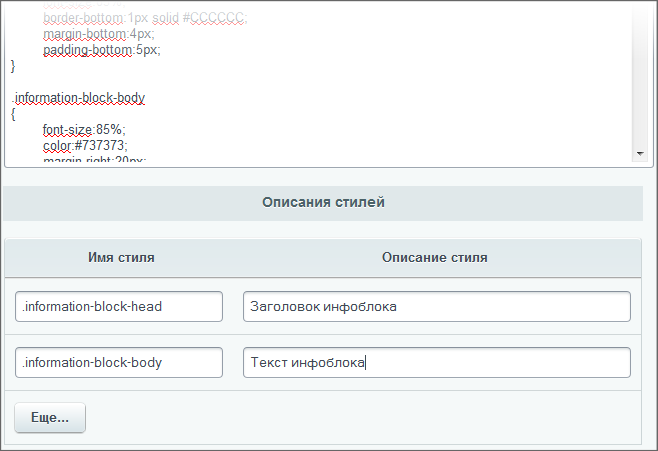 border-bottom:1px solid #CCCCCC;
margin-bottom:4px;
padding-bottom:5px;
}
.information-block-body
{
font-size:85%;
color:#737373;
margin-right:20px;
Описания стилей
Имя стиля Описание стиля
.information-block-head Заголовок инфоблока
.information-block-body Текст инфоблока
Еще...